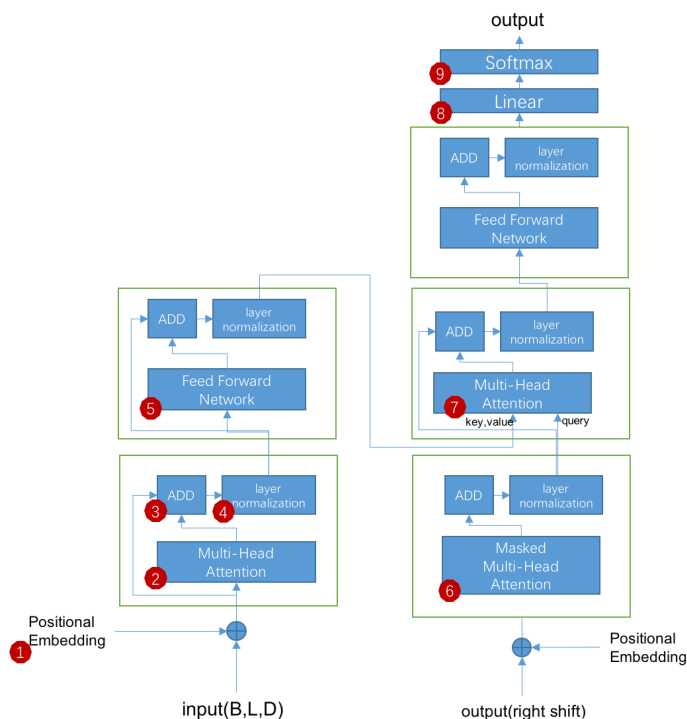 output
9
Softmax
8
Linear
ADD
layer
normalization
Feed Forward
Network
ADD
layer
normalization
5
Feed Forward
Network
ADD
layer
normalization
7
Multi-Head
Attention
key,value
query
3
ADD
4
layer
normalization
2
Multi-Head
Attention
ADD
layer
normalization
6
Masked
Multi-Head
Attention
1
Positional
Embedding
Positional
Embedding
input(B,L,D)
output(right shift)